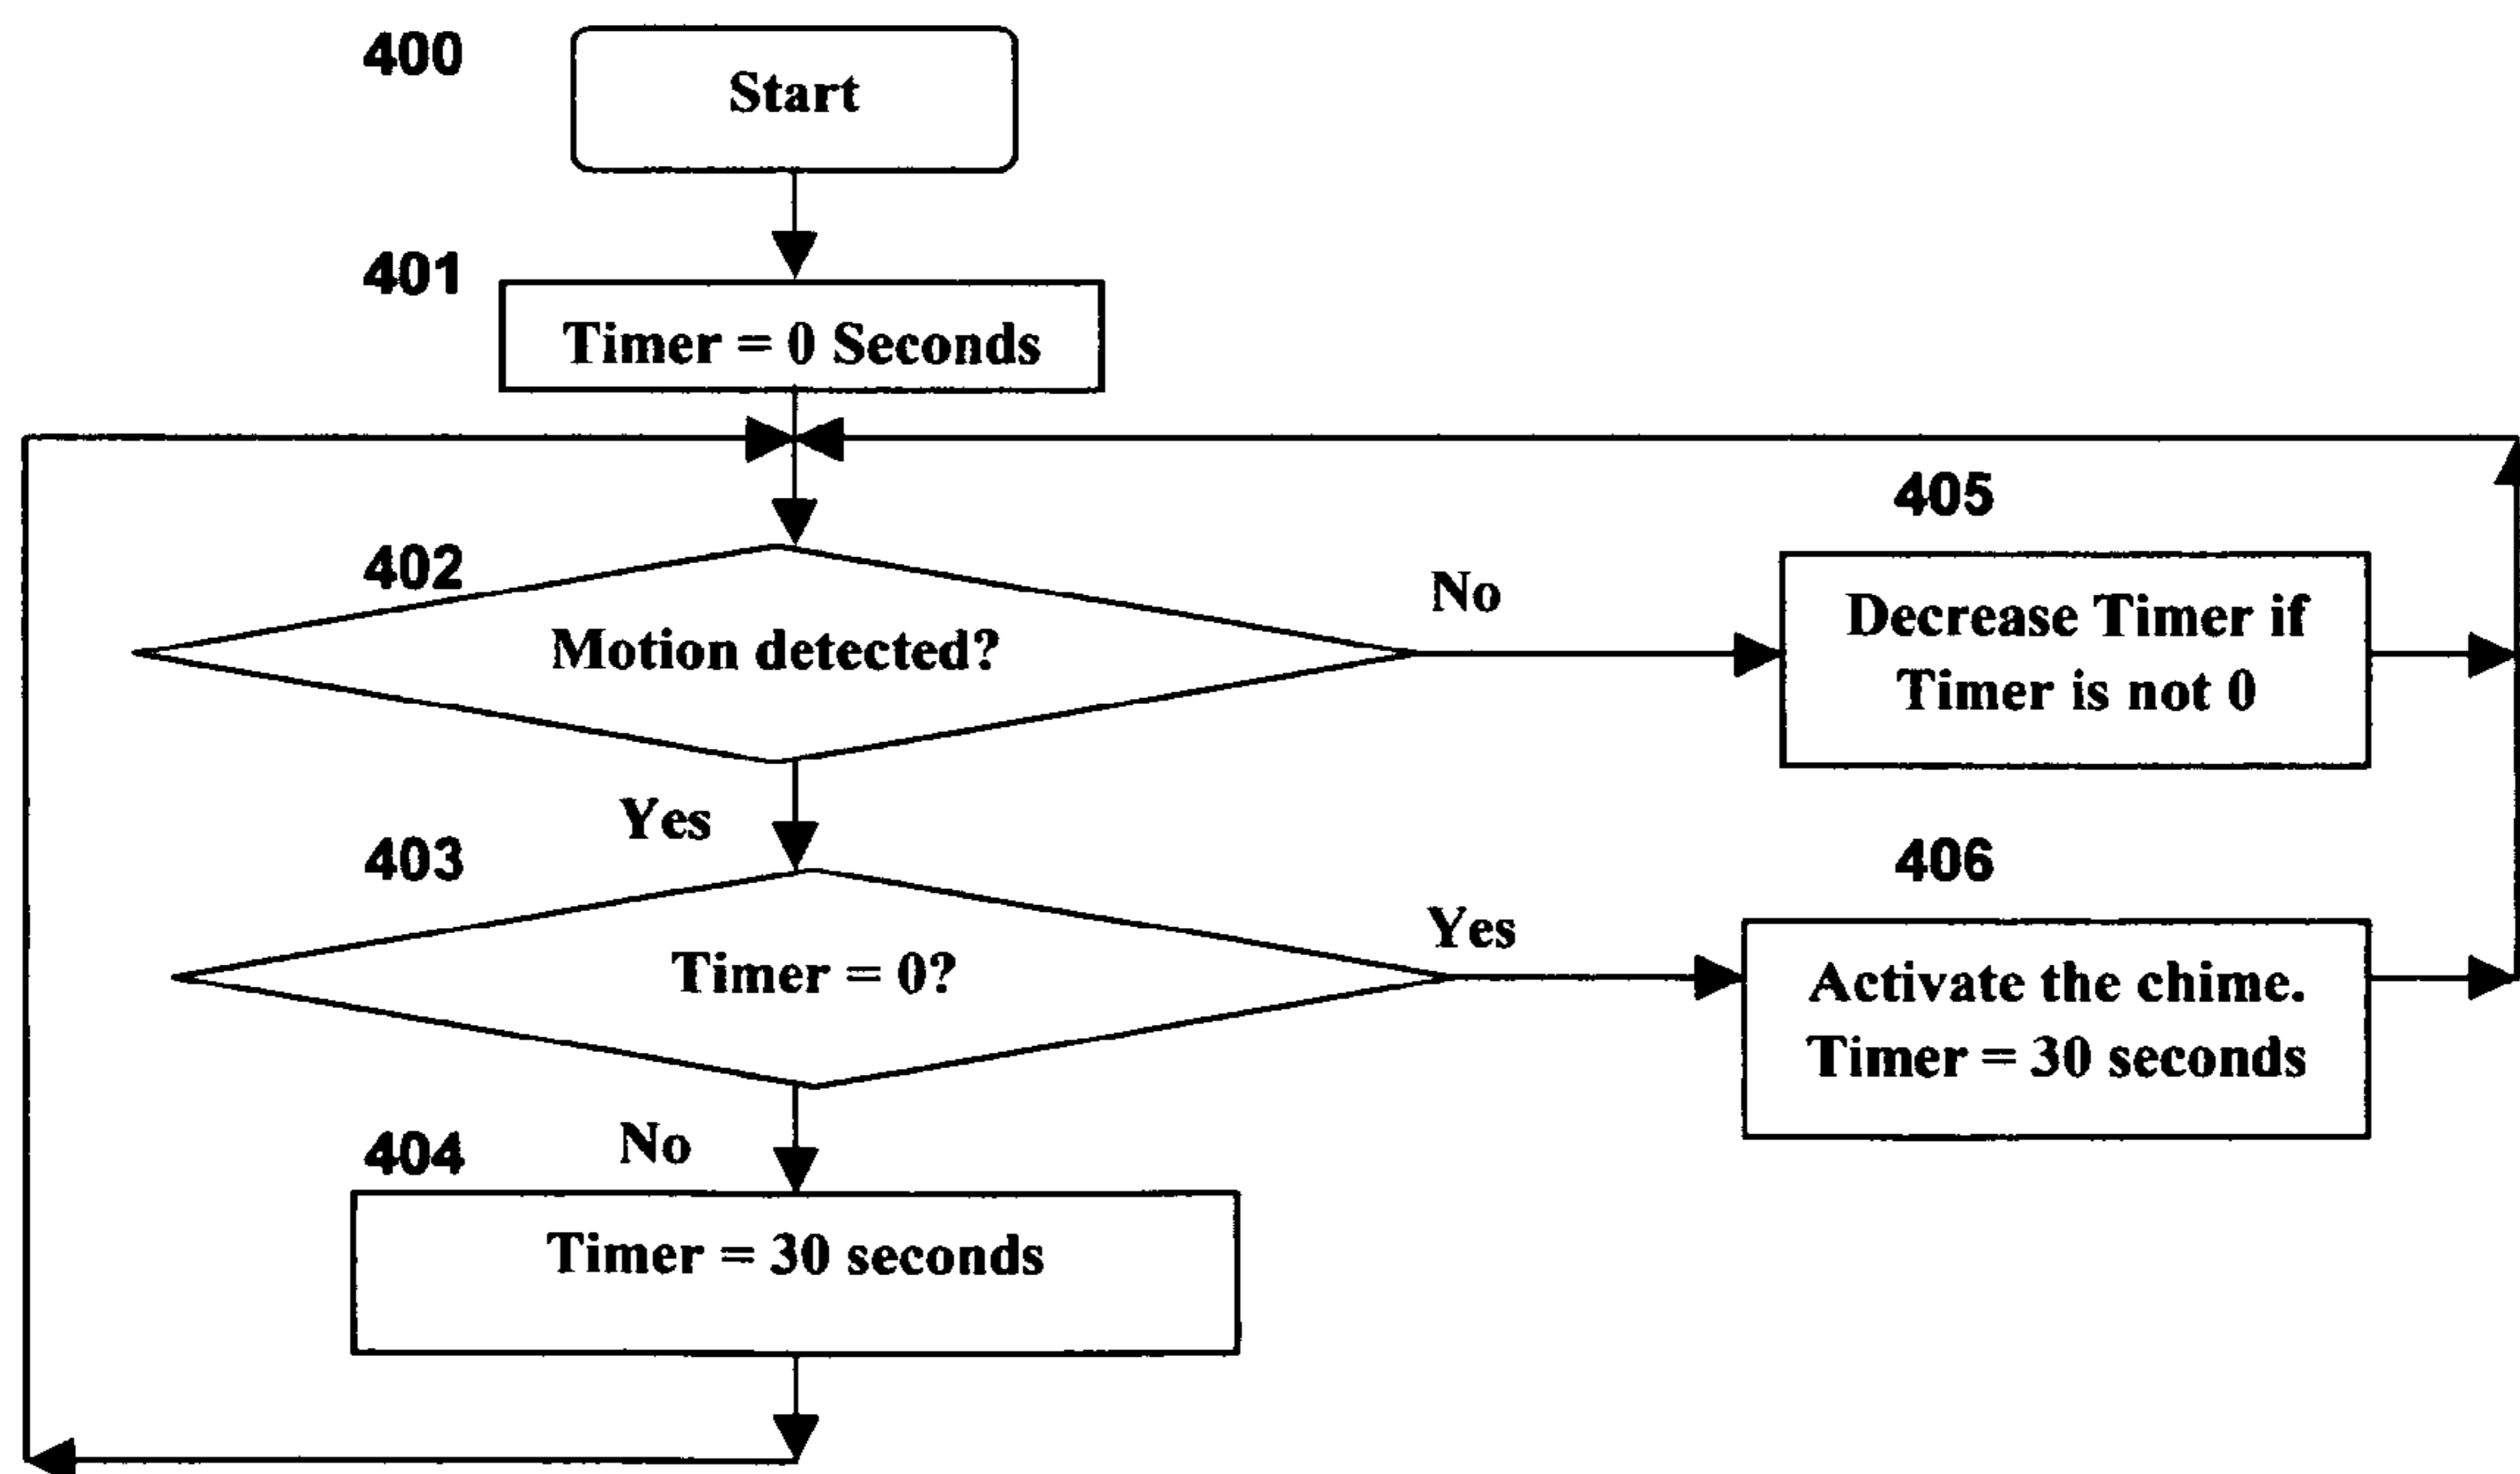 400
Start
401
Timer = 0 Seconds
405
402
No
Decrease Timer if
Motion detected?
Timer is not 0
Yes
403
406
Yes
Timer = 0?
Activate the chime.
Timer = 30 seconds
404
No
Timer = 30 seconds